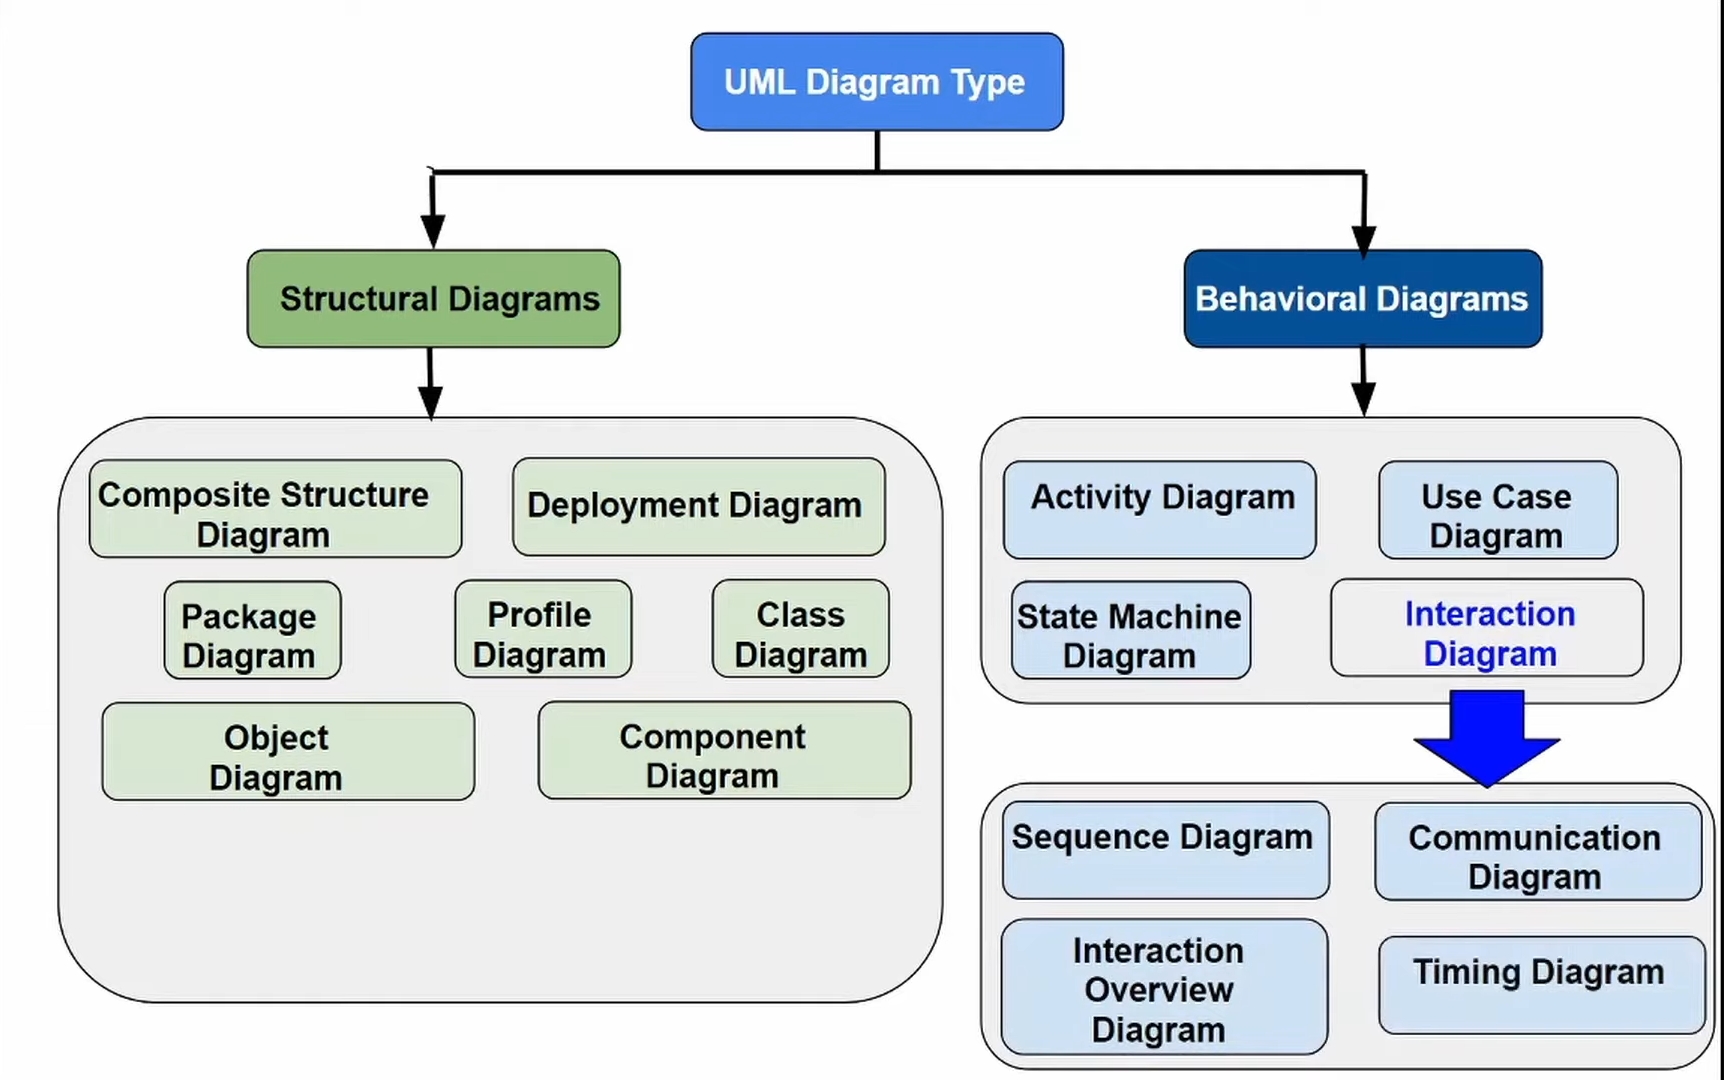 UML Diagram Type
Structural Diagrams
Behavioral Diagrams
Composite Structure
Diagram
Deployment Diagram
Package
Diagram
Profile
Diagram
Class
Diagram
Object
Diagram
Component
Diagram
Activity Diagram
Use Case
Diagram
State Machine
Diagram
Interaction
Diagram
Sequence Diagram
Communication
Diagram
Interaction
Overview
Diagram
Timing Diagram